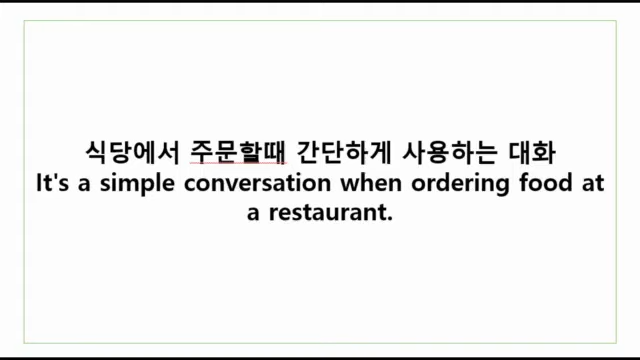 식당에서 주문할때 간단하게 사용하는 대화
It's a simple conversation when ordering food at
a restaurant.